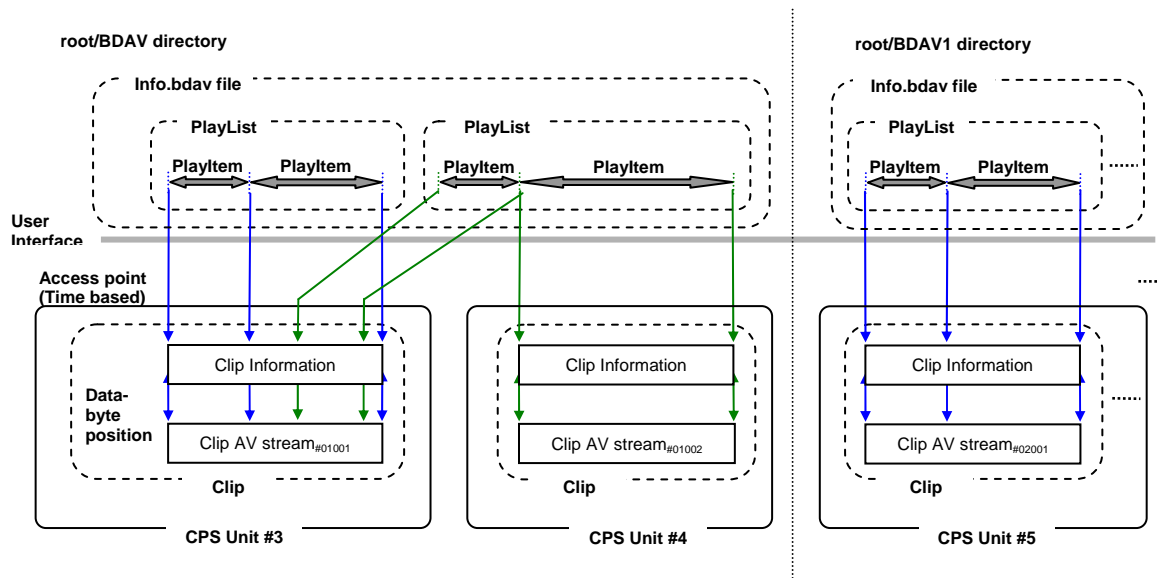 root/BDAV directory
root/BDAV1 directory
Info.bdav file
Info.bdav file
PlayList
PlayList
PlayList
PlayItem
PlayItem
PlayItem
PlayItem
PlayItem
PlayItem
......
User
Interface
Access point
(Time based)
.....
Clip Information
Clip Information
Clip Information
Data-
byte
position
......
Clip AV stream#01001
Clip AV stream#01002
Clip AV stream#02001
Clip
Clip
Clip
CPS Unit #3
CPS Unit #4
CPS Unit #5